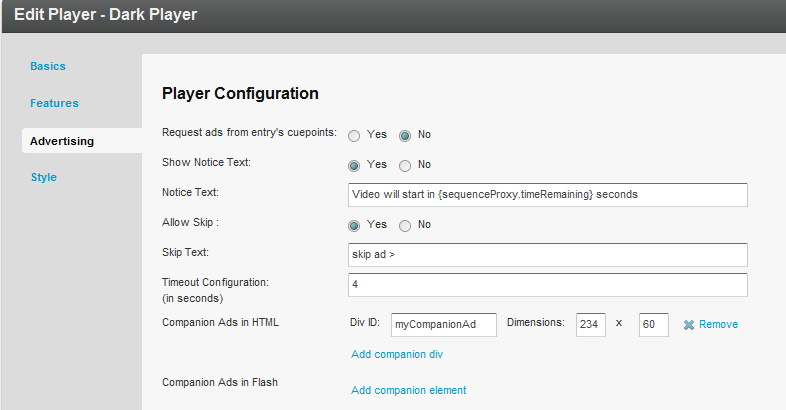 Edit Player - Dark Player
Basics
Features
Advertising
Style
Player Configuration
Request ads from entry's cuepoints: Yes No
Show Notice Text: Yes No
Notice Text: Video will start in {sequenceProxy.timeRemaining} seconds
Allow Skip : Yes No
Skip Text: skip ad >
Timeout Configuration: 4
(in seconds)
Companion Ads in HTML Div ID: myCompanionAd Dimensions: 234 x 60 Remove
Add companion div
Companion Ads in Flash Add companion element